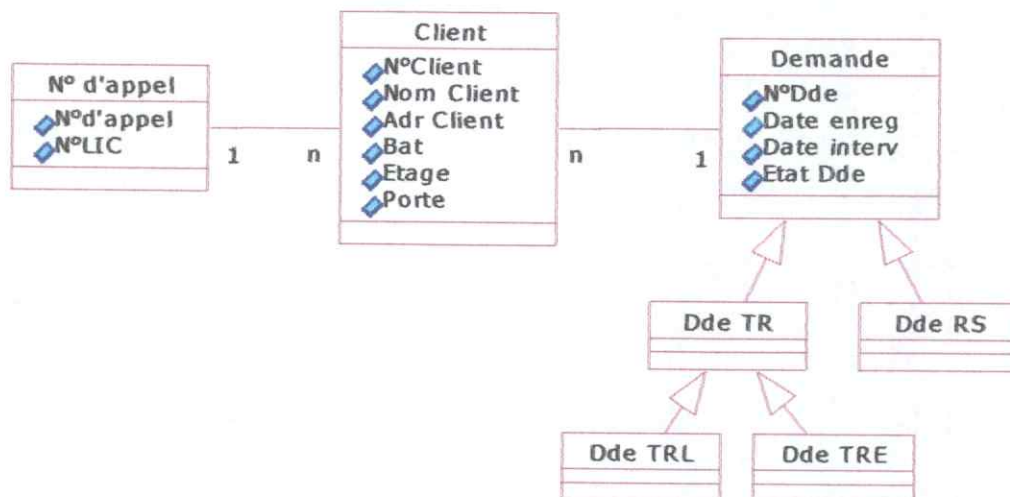 N° d'appel
N°d'appel
N°LIC
1
n
Client
N°Client
Nom Client
Adr Client
Bat
Etage
Porte
n
1
Demande
N°Dde
Date enreg
Date interv
Etat Dde
Dde TR
Dde RS
Dde TRL
Dde TRE